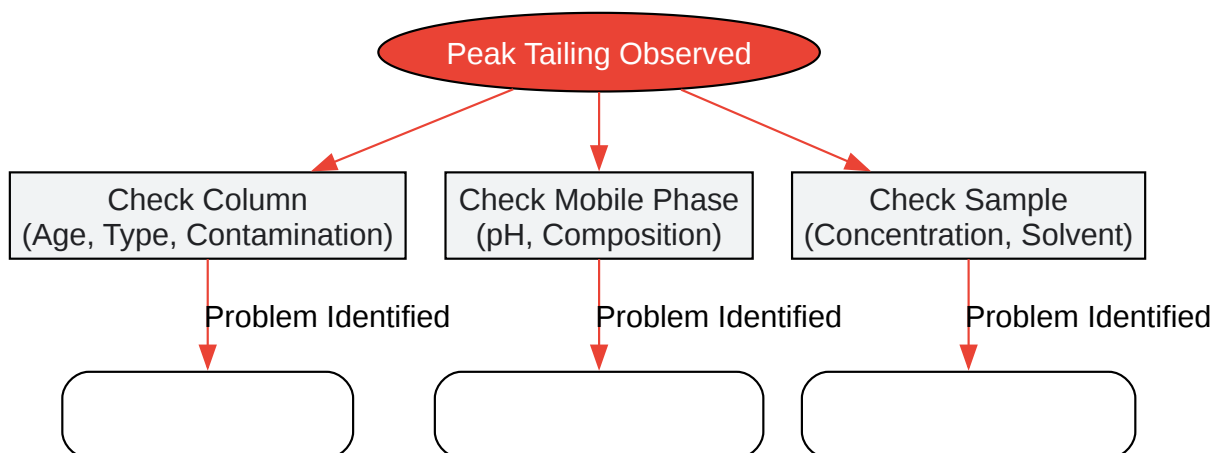 Peak Tailing Observed
Check Column
(Age, Type, Contamination)
Check Mobile Phase
(pH, Composition)
Check Sample
(Concentration, Solvent)
Problem Identified
Problem Identified
Problem Identified